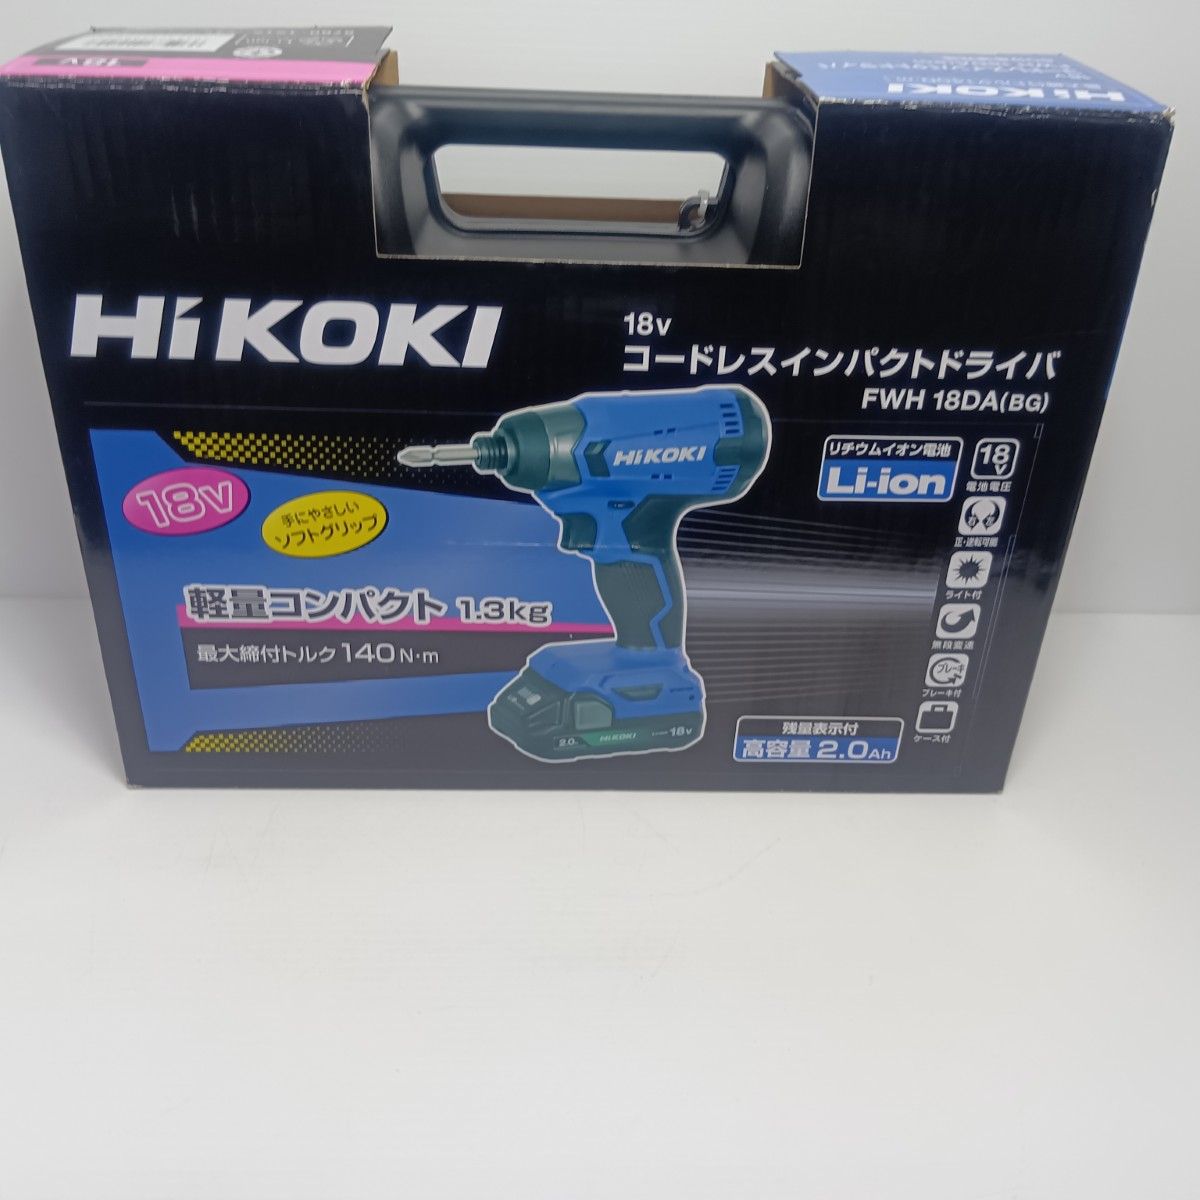 18V
HiKOKI
HiKOKI
18v
コードレスインパクトドライバ
FWH 18DA(BG)
HiKOKI
18V
手にやさしい
ソフトグリップ
軽量コンパクト 1.3kg
最大締付トルク 140 N·m
リチウムイオン電池
Li-ion
18V
電池電圧
正・逆転可能
ライト付
無段変速
ブレーキ
ブレーキ付
ケース付
2.0
HiKOKI
18V
残量表示付
高容量 2.0Ah